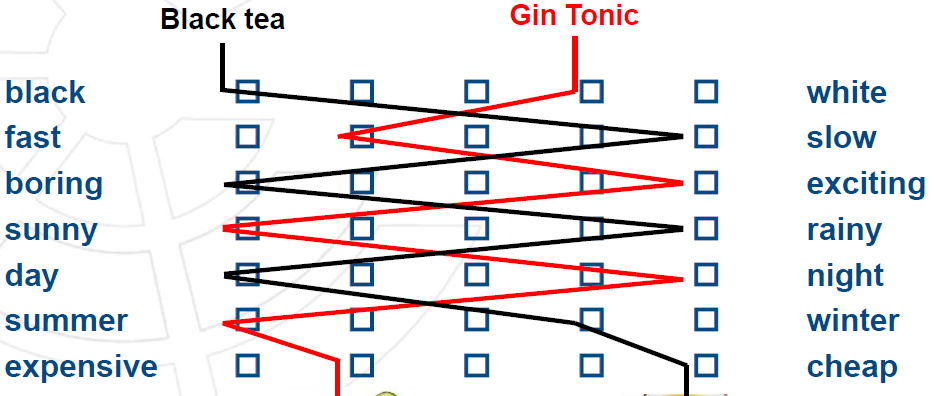 Black tea Gin Tonic
black white
fast slow
boring exciting
sunny rainy
day night
summer winter
expensive cheap